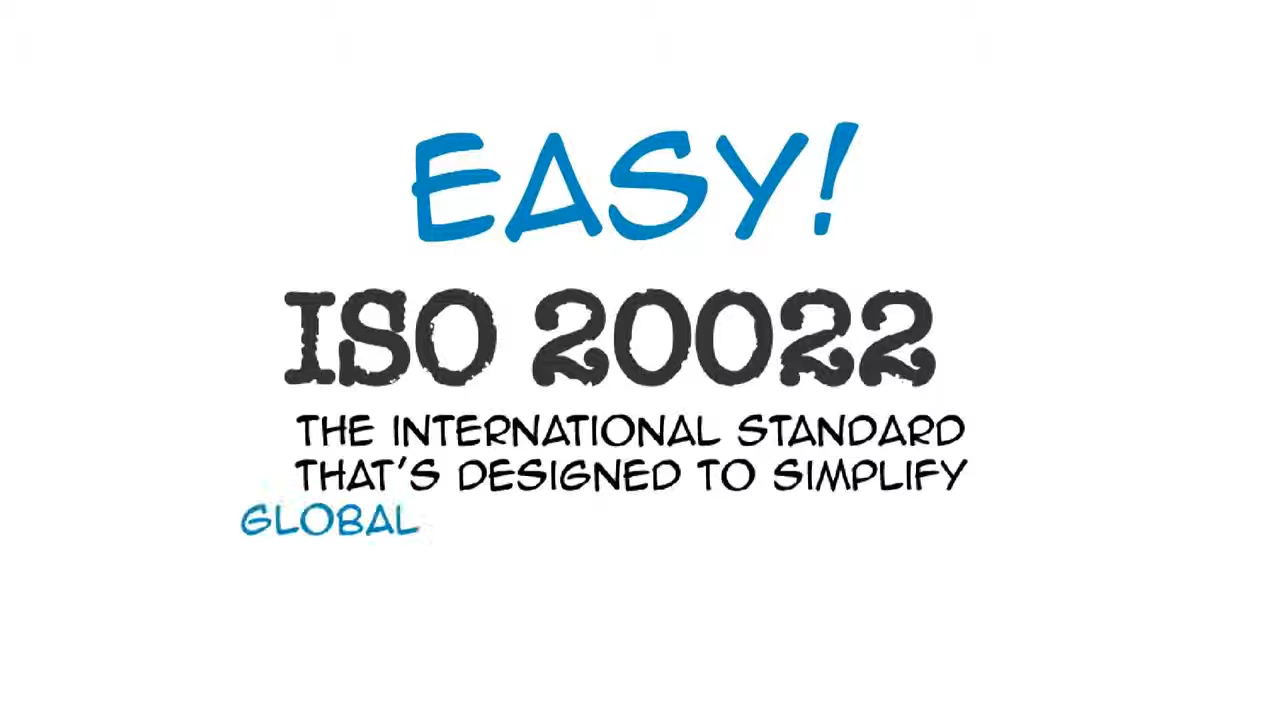 EASY!
ISO 20022
THE INTERNATIONAL STANDARD
THAT'S DESIGNED TO SIMPLIFY
GLOBAL